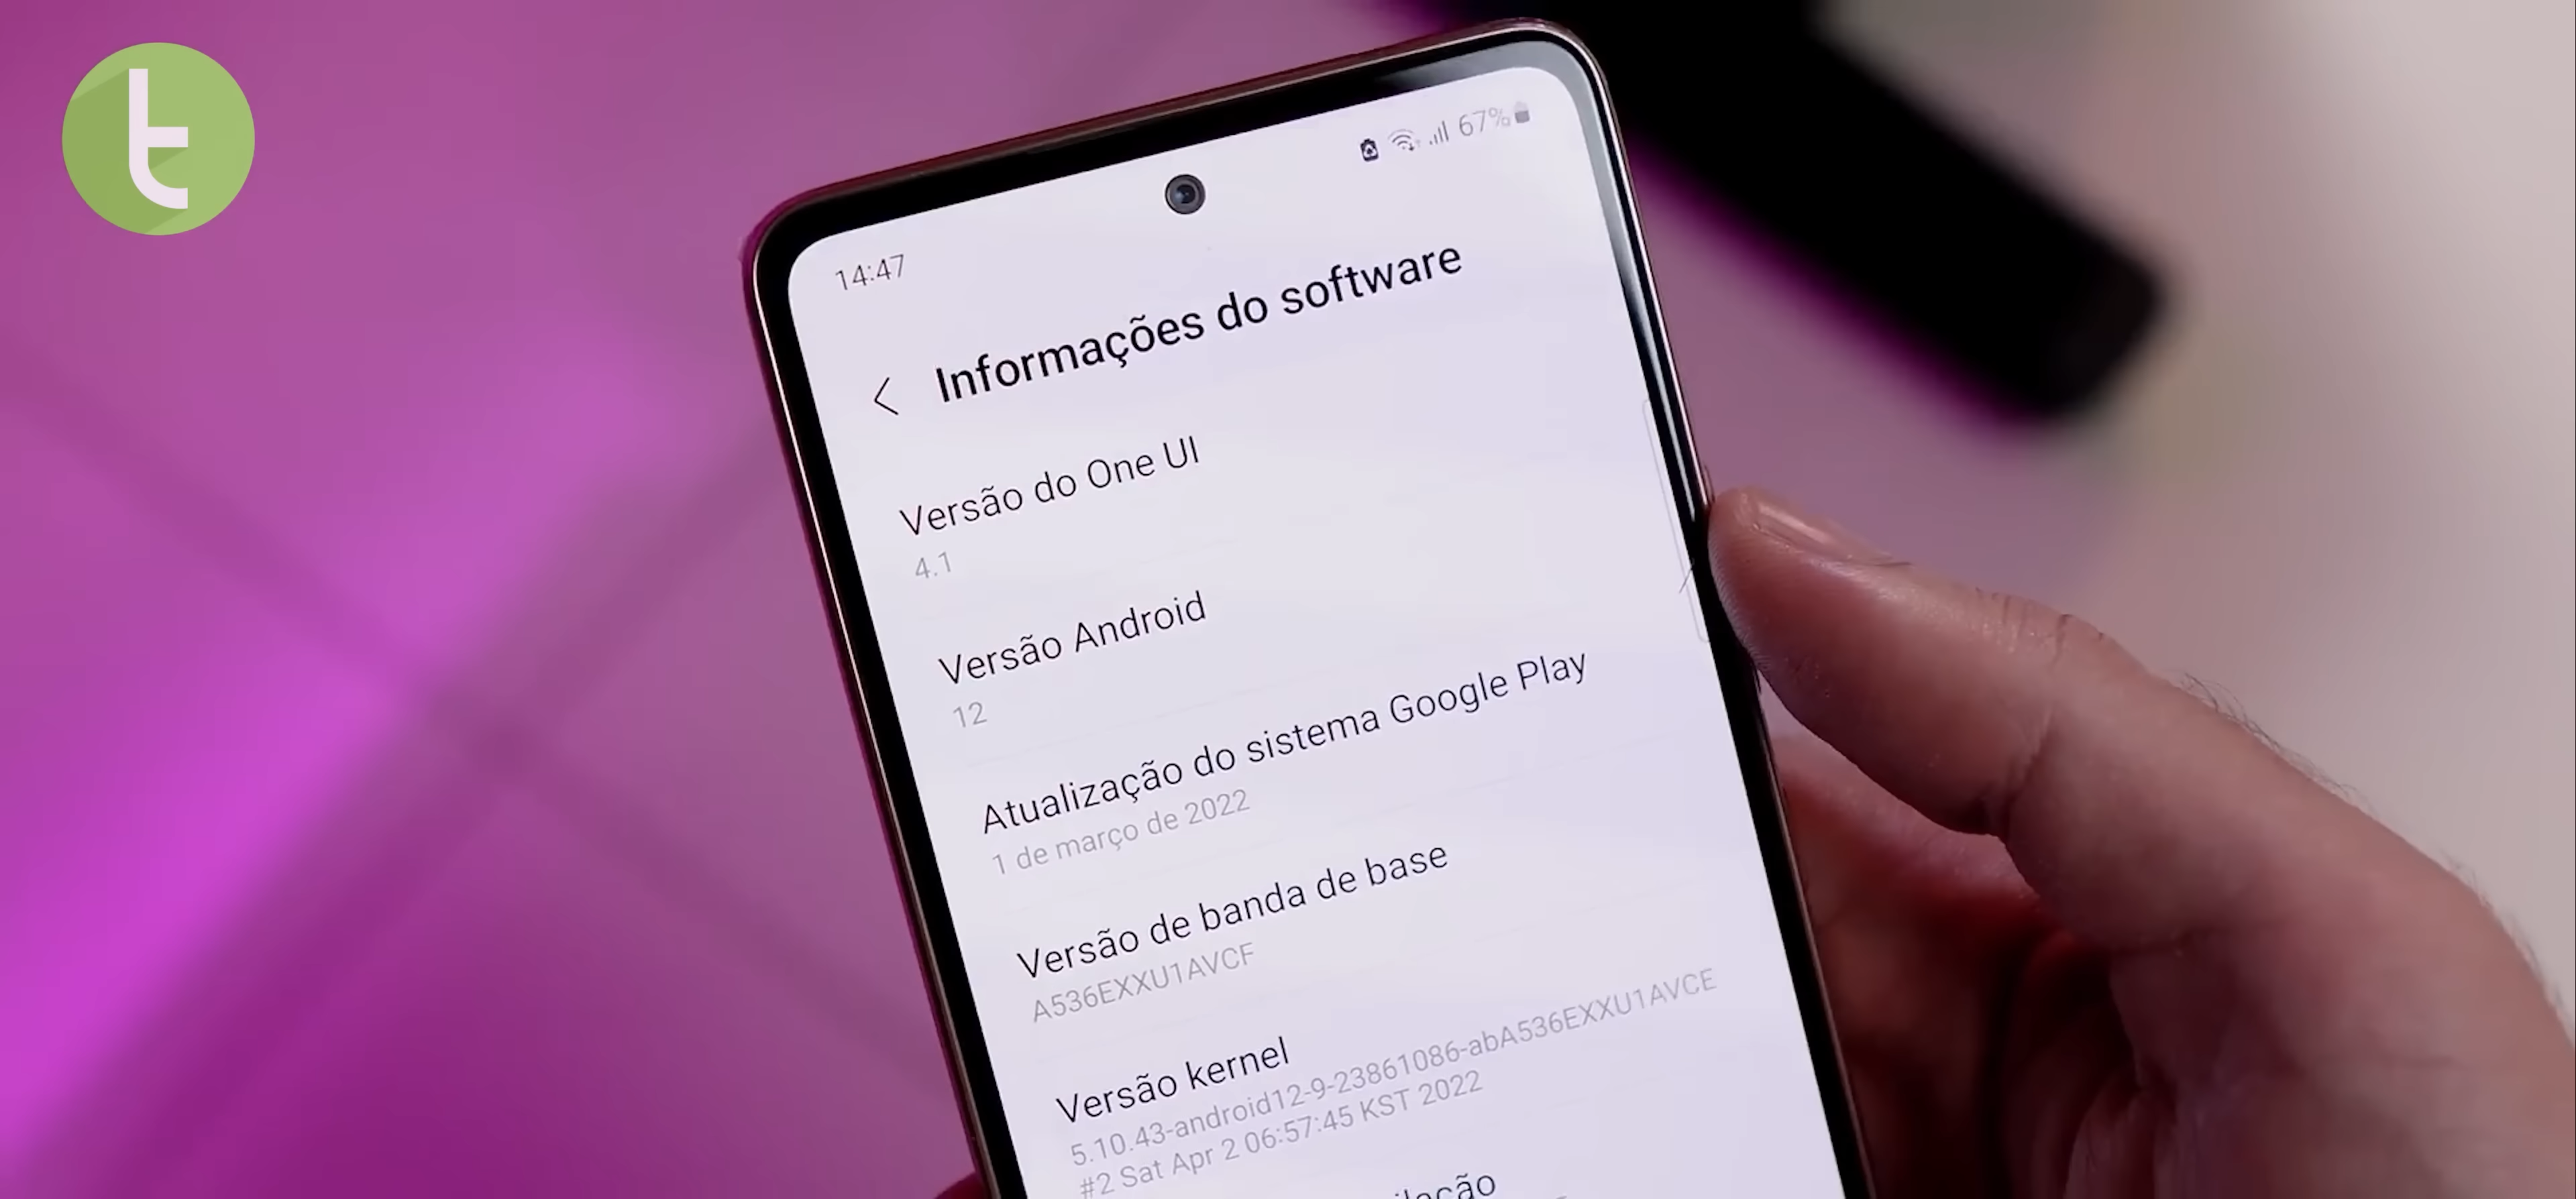 t
14:47
67%
Informações do software
Versão do One UI
4.1
Versão Android
12
Atualização do sistema Google Play
1 de março de 2022
Versão de banda de base
A536EXXU1AVCF
Versão kernel
5.10.43-android12-9-23861086-abA536EXXU1AVCE
#2 Sat Apr 2 06:57:45 KST 2022